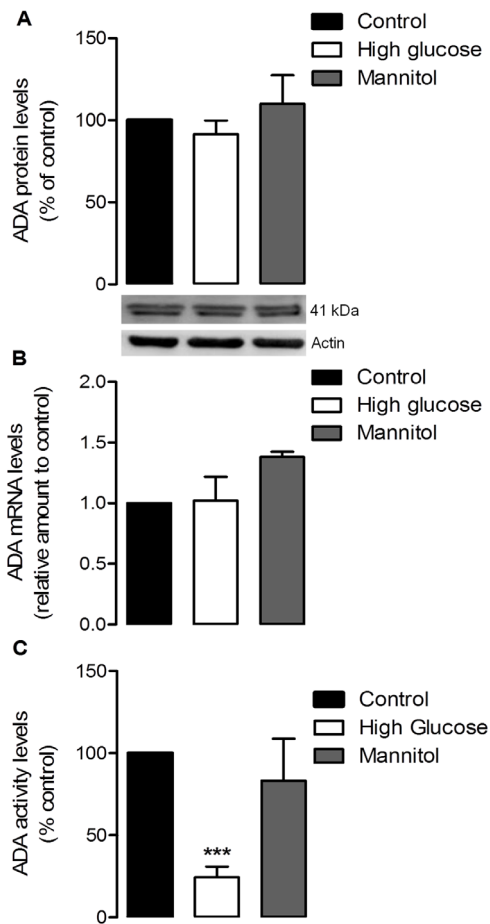 A
Control
High glucose
Mannitol
ADA protein levels
(% of control)
150
100
50
0
41 kDa
Actin
B
Control
High glucose
Mannitol
ADA mRNA levels
(relative amount to control)
2.0
1.5
1.0
0.5
0.0
C
Control
High Glucose
Mannitol
ADA activity levels
(% control)
150
100
50
0
***